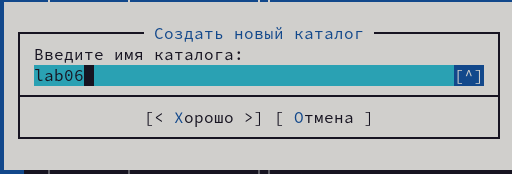 Создать новый каталог
Введите имя каталога:
lab06 [^]
[< Хорошо >] [ Отмена ]